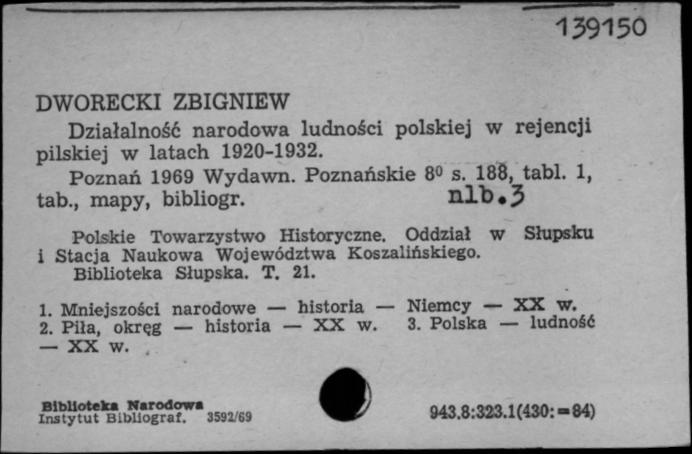 139150
DWORECKI ZBIGNIEW
Działalność narodowa ludności polskiej w rejencji
pilskiej w latach 1920-1932.
Poznań 1969 Wydawn. Poznańskie 8⁰ s. 188, tabl. 1,
tab., mapy, bibliogr. nlb.3
Polskie Towarzystwo Historyczne. Oddział w Słupsku
i Stacja Naukowa Województwa Koszalińskiego.
Biblioteka Słupska. T. 21.
1. Mniejszości narodowe — historia — Niemcy — XX w.
2. Piła, okręg — historia — XX w. 3. Polska — ludność
— XX w.
Biblioteka Narodowa
Instytut Bibliograf. 3592/69
943.8:323.1(430:=84)